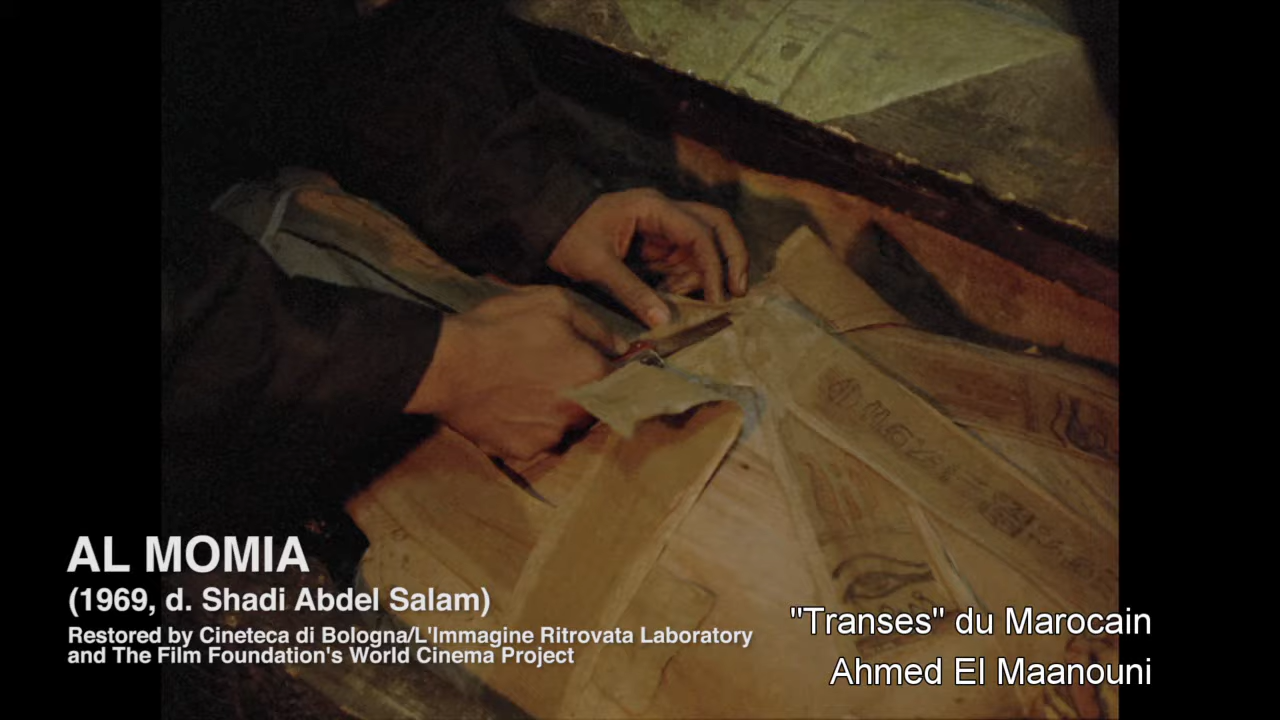 AL MOMIA
(1969, d. Shadi Abdel Salam)
Restored by Cineteca di Bologna/L'Immagine Ritrovata Laboratory
and The Film Foundation's World Cinema Project
"Transes" du Marocain
Ahmed El Maanouni